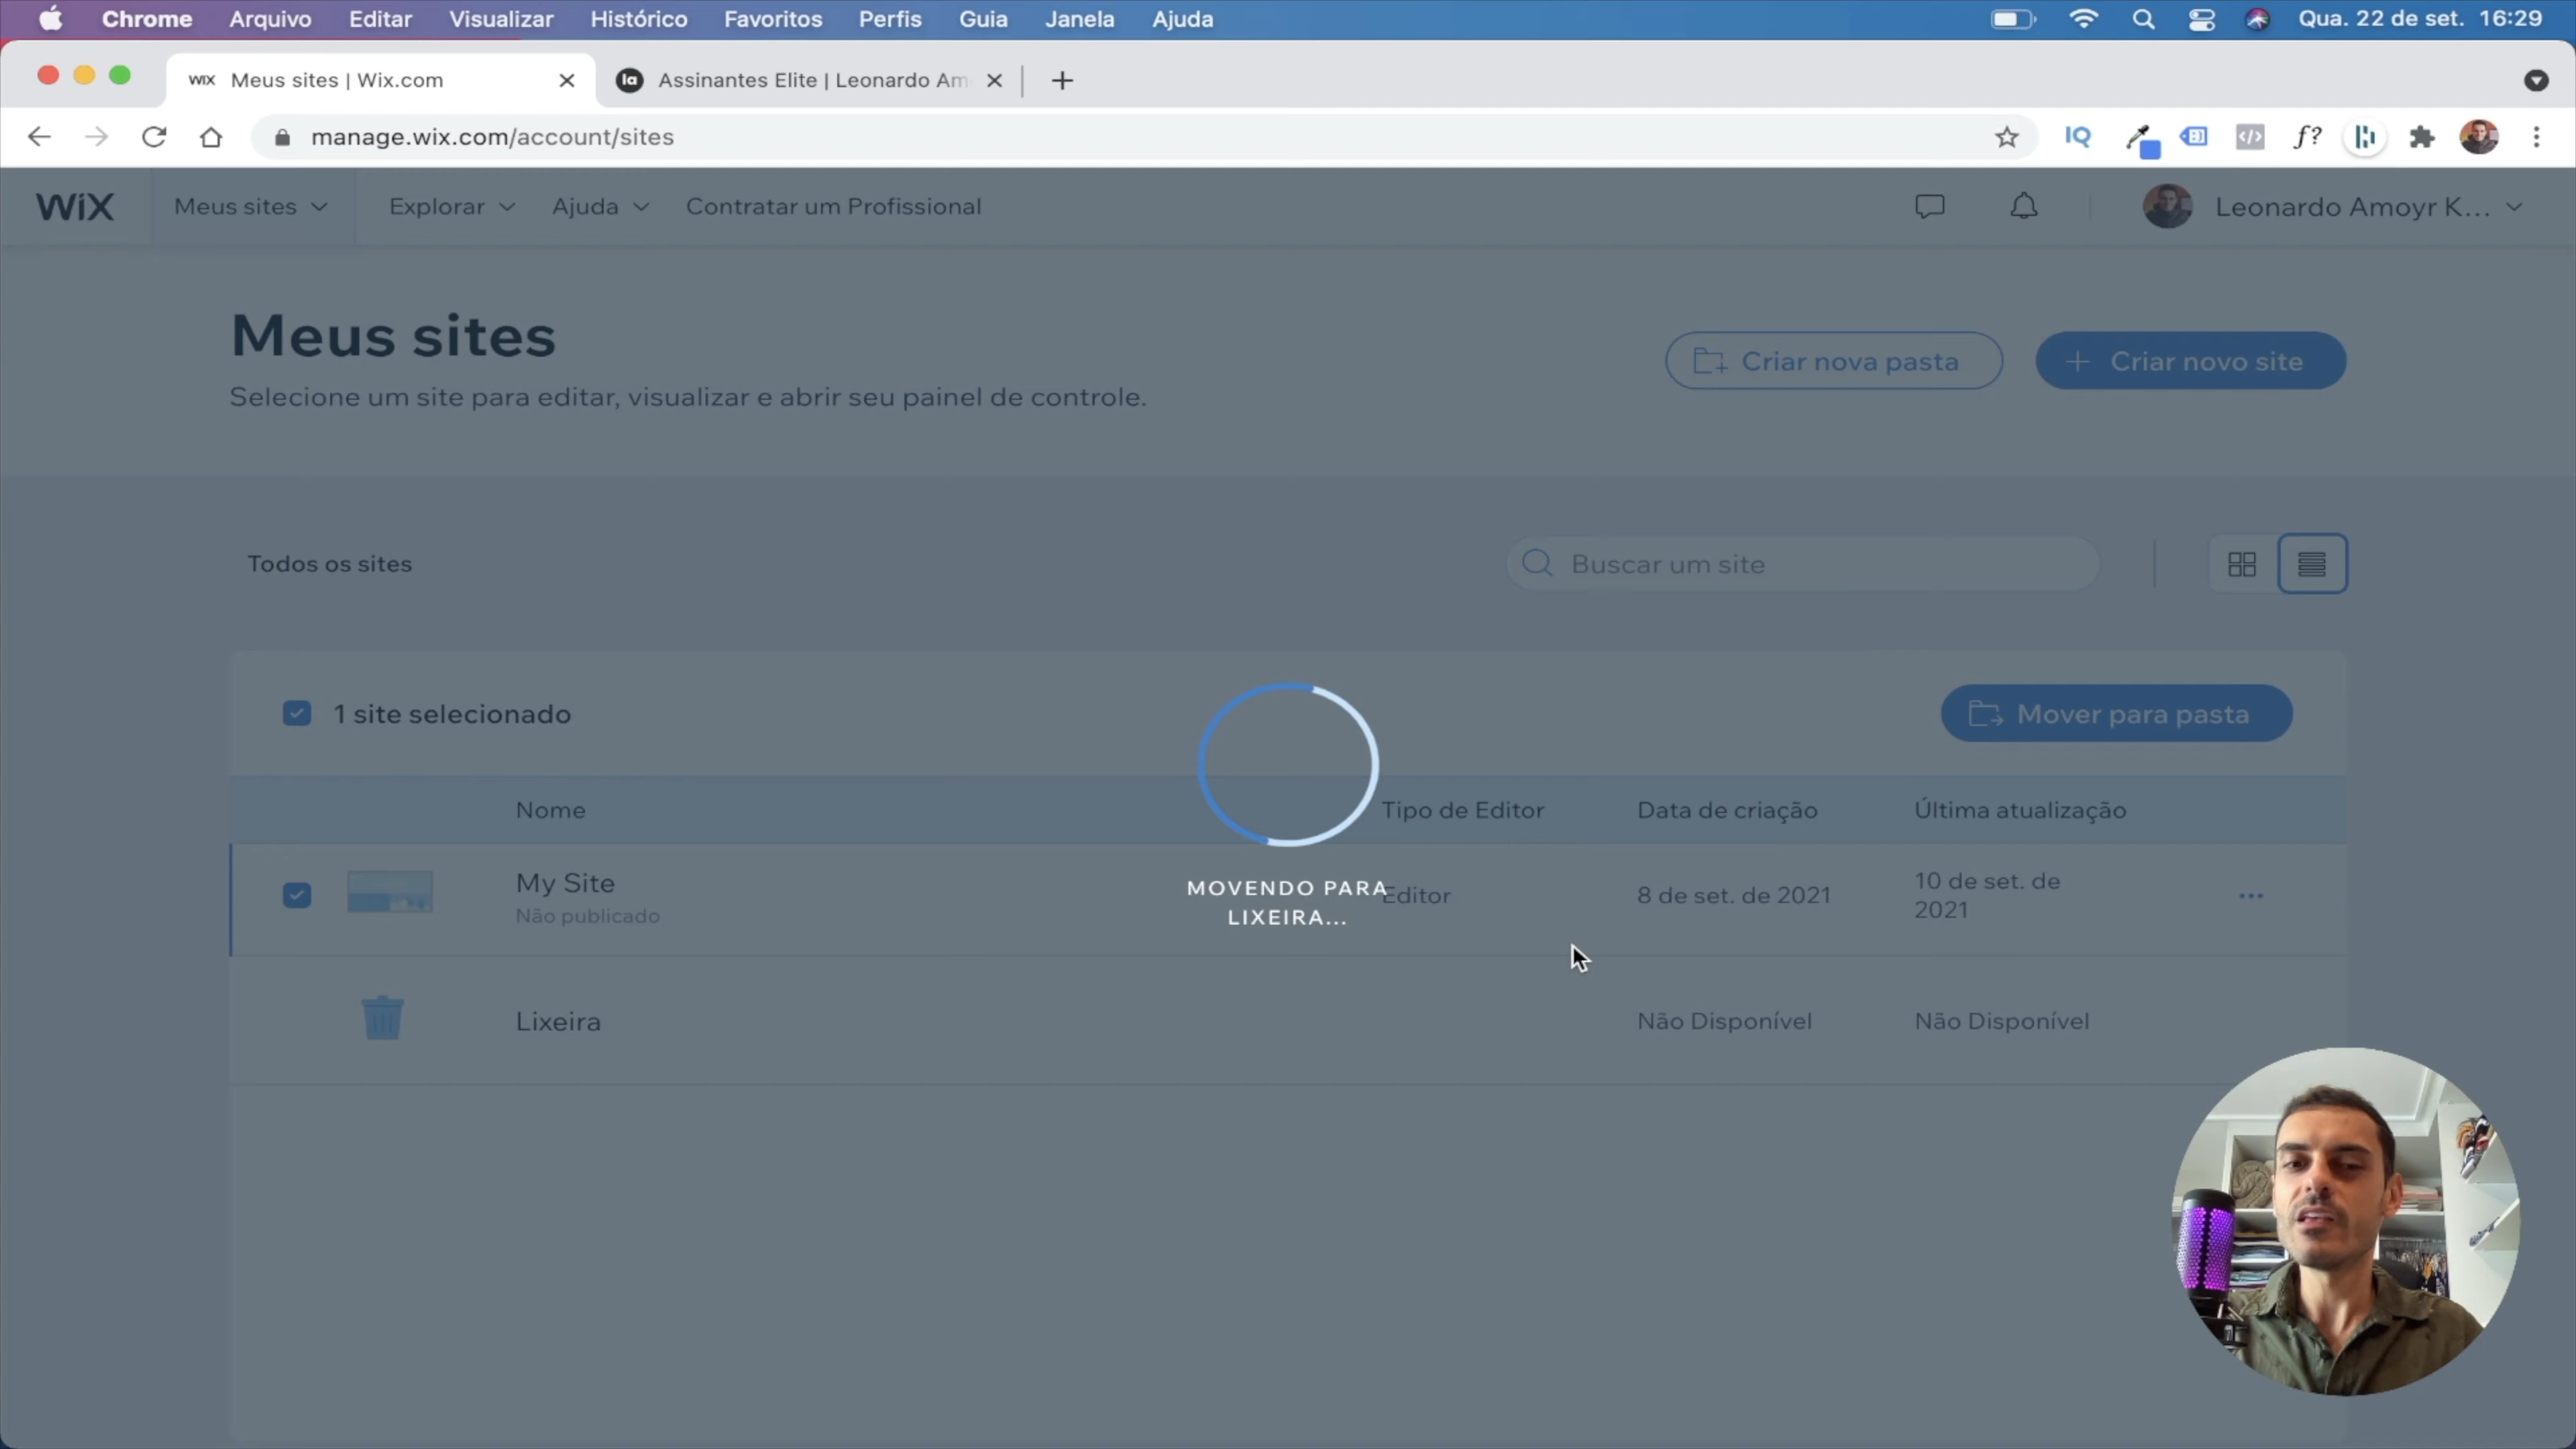 Chrome Arquivo Editar Visualizar Histórico Favoritos Perfis Guia Janela Ajuda Qua. 22 de set. 16:29
WIX Meus sites | Wix.com la Assinantes Elite | Leonardo Am
manage.wix.com/account/sites IQ f?
WiX Meus sites Explorar Ajuda Contratar um Profissional Leonardo Amoyr K...
Meus sites
Selecione um site para editar, visualizar e abrir seu painel de controle.
Criar nova pasta + Criar novo site
Todos os sites Buscar um site
1 site selecionado Mover para pasta
Nome Tipo de Editor Data de criação Última atualização
My Site
Não publicado
Editor 8 de set. de 2021 10 de set. de
2021
MOVENDO PARA
LIXEIRA...
Lixeira Não Disponível Não Disponível